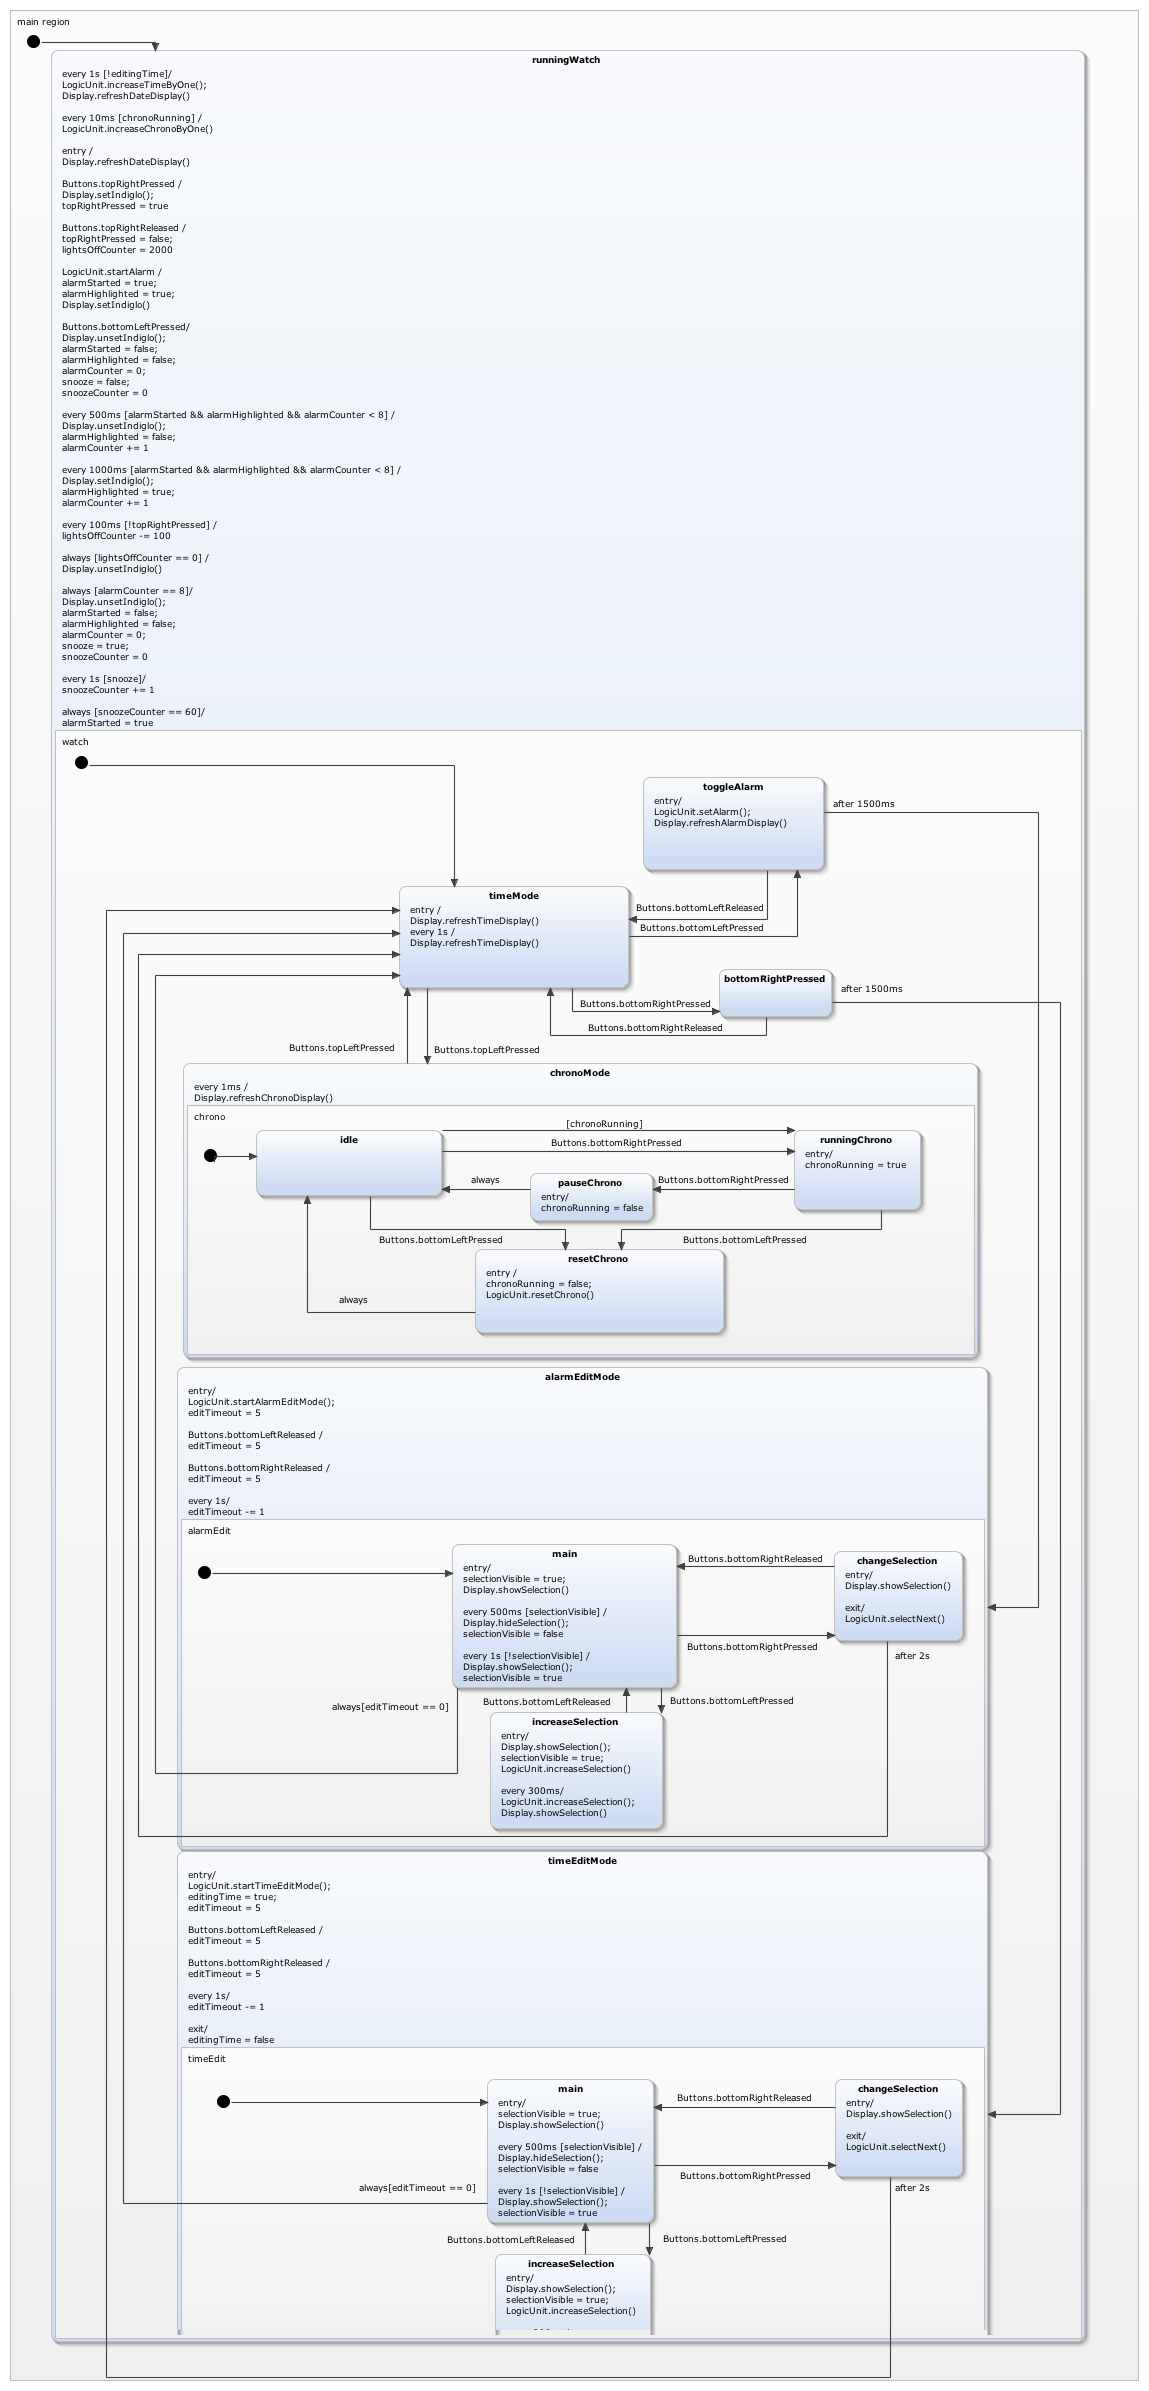 main region
runningWatch
every 1s [!editingTime]/
LogicUnit.increaseTimeByOne();
Display.refreshDateDisplay()
every 10ms [chronoRunning] /
LogicUnit.increaseChronoByOne()
entry /
Display.refreshDateDisplay()
Buttons.topRightPressed /
Display.setIndiglo();
topRightPressed = true
Buttons.topRightReleased /
topRightPressed = false;
lightsOffCounter = 2000
LogicUnit.startAlarm /
alarmStarted = true;
alarmHighlighted = true;
Display.setIndiglo()
Buttons.bottomLeftPressed/
Display.unsetIndiglo();
alarmStarted = false;
alarmHighlighted = false;
alarmCounter = 0;
snooze = false;
snoozeCounter = 0
every 500ms [alarmStarted && alarmHighlighted && alarmCounter < 8] /
Display.unsetIndiglo();
alarmHighlighted = false;
alarmCounter += 1
every 1000ms [alarmStarted && alarmHighlighted && alarmCounter < 8] /
Display.setIndiglo();
alarmHighlighted = true;
alarmCounter += 1
every 100ms [!topRightPressed] /
lightsOffCounter -= 100
always [lightsOffCounter == 0] /
Display.unsetIndiglo()
always [alarmCounter == 8]/
Display.unsetIndiglo();
alarmStarted = false;
alarmHighlighted = false;
alarmCounter = 0;
snooze = true;
snoozeCounter = 0
every 1s [snooze]/
snoozeCounter += 1
always [snoozeCounter == 60]/
alarmStarted = true
watch
toggleAlarm
entry/
LogicUnit.setAlarm();
Display.refreshAlarmDisplay()
after 1500ms
timeMode
entry /
Display.refreshTimeDisplay()
every 1s /
Display.refreshTimeDisplay()
Buttons.bottomLeftReleased
Buttons.bottomLeftPressed
bottomRightPressed
after 1500ms
Buttons.bottomRightPressed
Buttons.bottomRightReleased
Buttons.topLeftPressed
Buttons.topLeftPressed
chronoMode
every 1ms /
Display.refreshChronoDisplay()
chrono
idle
[chronoRunning]
Buttons.bottomRightPressed
runningChrono
entry/
chronoRunning = true
always
pauseChrono
entry/
chronoRunning = false
Buttons.bottomRightPressed
Buttons.bottomLeftPressed
Buttons.bottomLeftPressed
resetChrono
entry /
chronoRunning = false;
LogicUnit.resetChrono()
always
alarmEditMode
entry/
LogicUnit.startAlarmEditMode();
editTimeout = 5
Buttons.bottomLeftReleased /
editTimeout = 5
Buttons.bottomRightReleased /
editTimeout = 5
every 1s/
editTimeout -= 1
alarmEdit
main
entry/
selectionVisible = true;
Display.showSelection()
every 500ms [selectionVisible] /
Display.hideSelection();
selectionVisible = false
every 1s [!selectionVisible] /
Display.showSelection();
selectionVisible = true
Buttons.bottomRightReleased
changeSelection
entry/
Display.showSelection()
exit/
LogicUnit.selectNext()
Buttons.bottomRightPressed
after 2s
always[editTimeout == 0]
Buttons.bottomLeftReleased
Buttons.bottomLeftPressed
increaseSelection
entry/
Display.showSelection();
selectionVisible = true;
LogicUnit.increaseSelection()
every 300ms/
LogicUnit.increaseSelection();
Display.showSelection()
timeEditMode
entry/
LogicUnit.startTimeEditMode();
editingTime = true;
editTimeout = 5
Buttons.bottomLeftReleased /
editTimeout = 5
Buttons.bottomRightReleased /
editTimeout = 5
every 1s/
editTimeout -= 1
exit/
editingTime = false
timeEdit
main
entry/
selectionVisible = true;
Display.showSelection()
every 500ms [selectionVisible] /
Display.hideSelection();
selectionVisible = false
every 1s [!selectionVisible] /
Display.showSelection();
selectionVisible = true
Buttons.bottomRightReleased
changeSelection
entry/
Display.showSelection()
exit/
LogicUnit.selectNext()
Buttons.bottomRightPressed
after 2s
always[editTimeout == 0]
Buttons.bottomLeftReleased
Buttons.bottomLeftPressed
increaseSelection
entry/
Display.showSelection();
selectionVisible = true;
LogicUnit.increaseSelection()